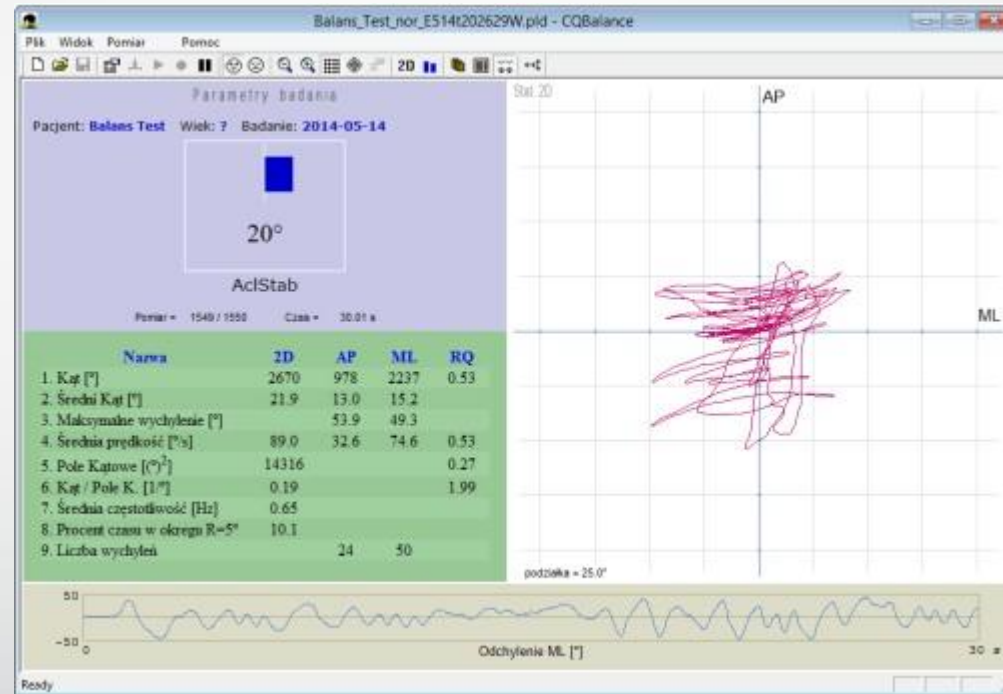 Balans_Test_nor_E514t202629W.pld - CQBalance
Plik Widok Pomiar Pomoc
2D
Parametry badania
Pacjent: Balans Test Wiek: ? Badanie: 2014-05-14
20°
AclStab
Pomiar = 1549 / 1550 Czas = 30.01 s
Nazwa 2D AP ML RQ
1. Kąt [°] 2670 978 2237 0.53
2. Średni Kąt [°] 21.9 13.0 15.2
3. Maksymalne wychylenie [°] 53.9 49.3
4. Średnia prędkość [°/s] 89.0 32.6 74.6 0.53
5. Pole Kątowe [(°)²] 14316 0.27
6. Kąt / Pole K. [1/°] 0.19 1.99
7. Średnia częstotliwość [Hz] 0.65
8. Procent czasu w okręgu R=5° 10.1
9. Liczba wychyleń 24 50
Stat. 2D
AP
ML
podziałka = 25.0°
50
-50
0
Odchylenie ML [°]
30 s
Ready